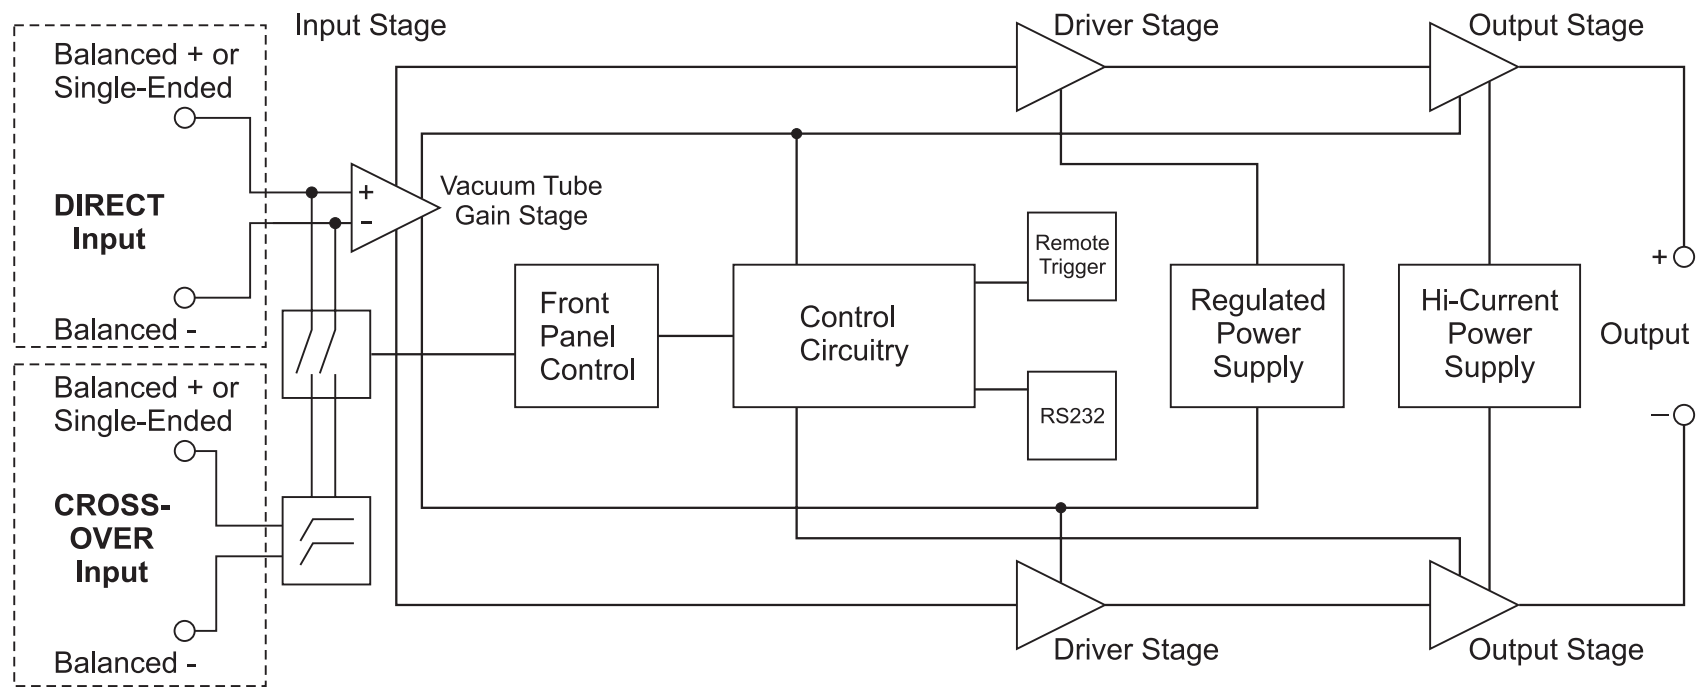 Input Stage
Driver Stage
Output Stage
Balanced + or
Single-Ended
DIRECT
Input
Balanced -
+
-
Vacuum Tube
Gain Stage
Front
Panel
Control
Control
Circuitry
Remote
Trigger
RS232
Regulated
Power
Supply
Hi-Current
Power
Supply
+
Output
–
Balanced + or
Single-Ended
CROSS-
OVER
Input
Balanced -
Driver Stage
Output Stage